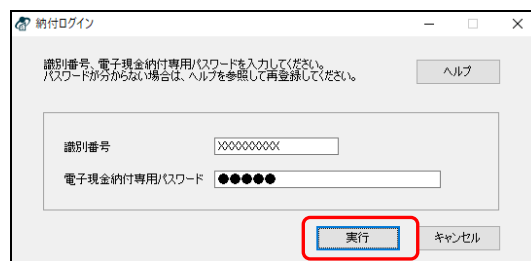 納付ログイン
識別番号、電子現金納付専用パスワードを入力してください。
パスワードが分からない場合は、ヘルプを参照して再登録してください。
ヘルプ
識別番号
XXXXXXXXX
電子現金納付専用パスワード
●●●●●
実行
キャンセル